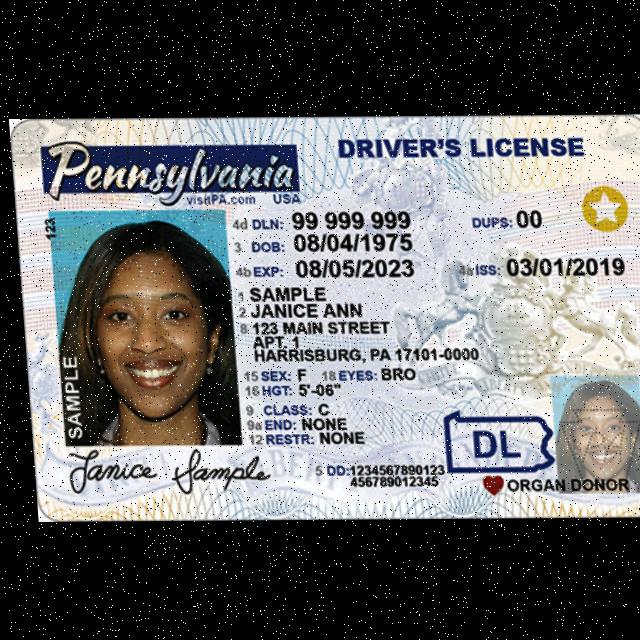 Pennsylvania
DRIVER'S LICENSE
visitPA.com USA
123
4d DLN: 99 999 999 DUPS: 00
3. DOB: 08/04/1975
4b EXP: 08/05/2023 4a ISS: 03/01/2019
1 SAMPLE
2 JANICE ANN
8 123 MAIN STREET
APT. 1
HARRISBURG, PA 17101-0000
15 SEX: F 18 EYES: BRO
16 HGT: 5'-06"
9 CLASS: C
9a END: NONE
12 RESTR: NONE
SAMPLE
Janice Sample
5 DD: 1234567890123
456789012345
DL
ORGAN DONOR